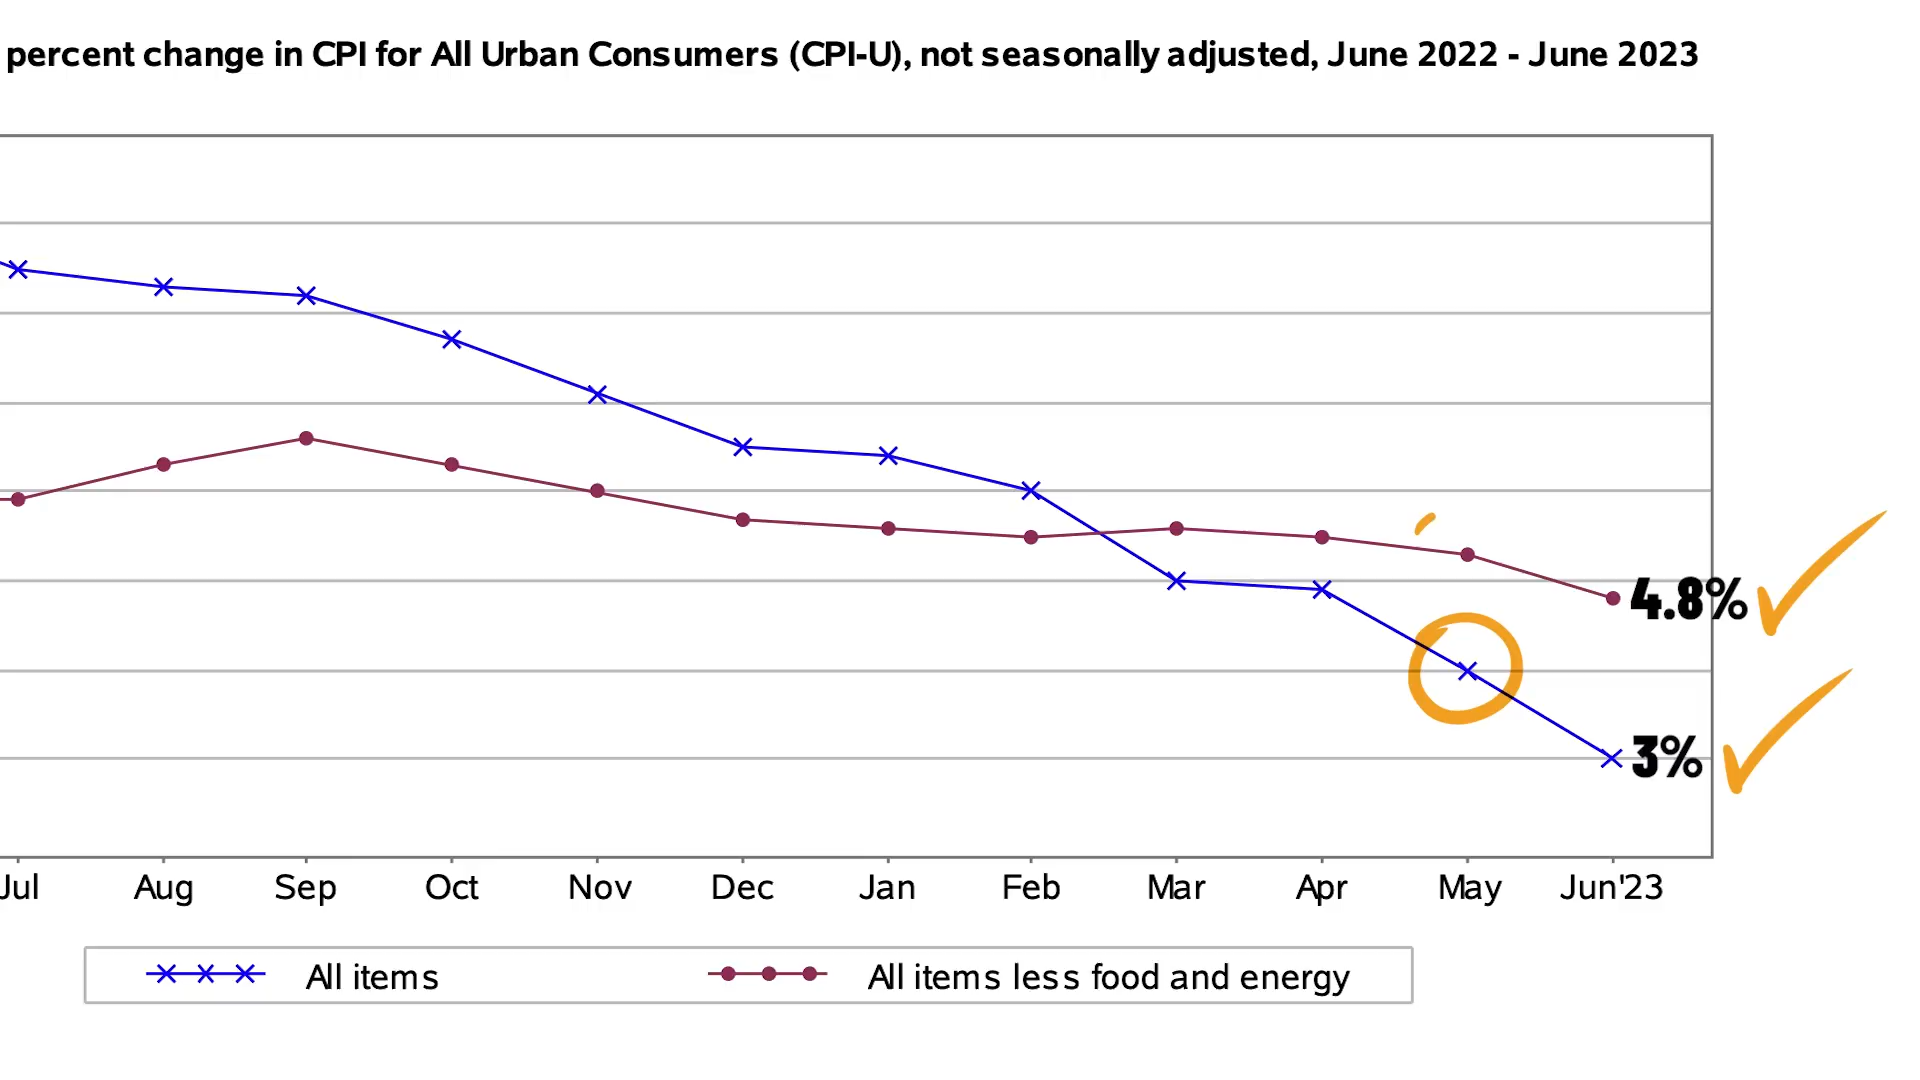 percent change in CPI for All Urban Consumers (CPI-U), not seasonally adjusted, June 2022 - June 2023
4.8%
3%
Jul Aug Sep Oct Nov Dec Jan Feb Mar Apr May Jun'23
All items All items less food and energy